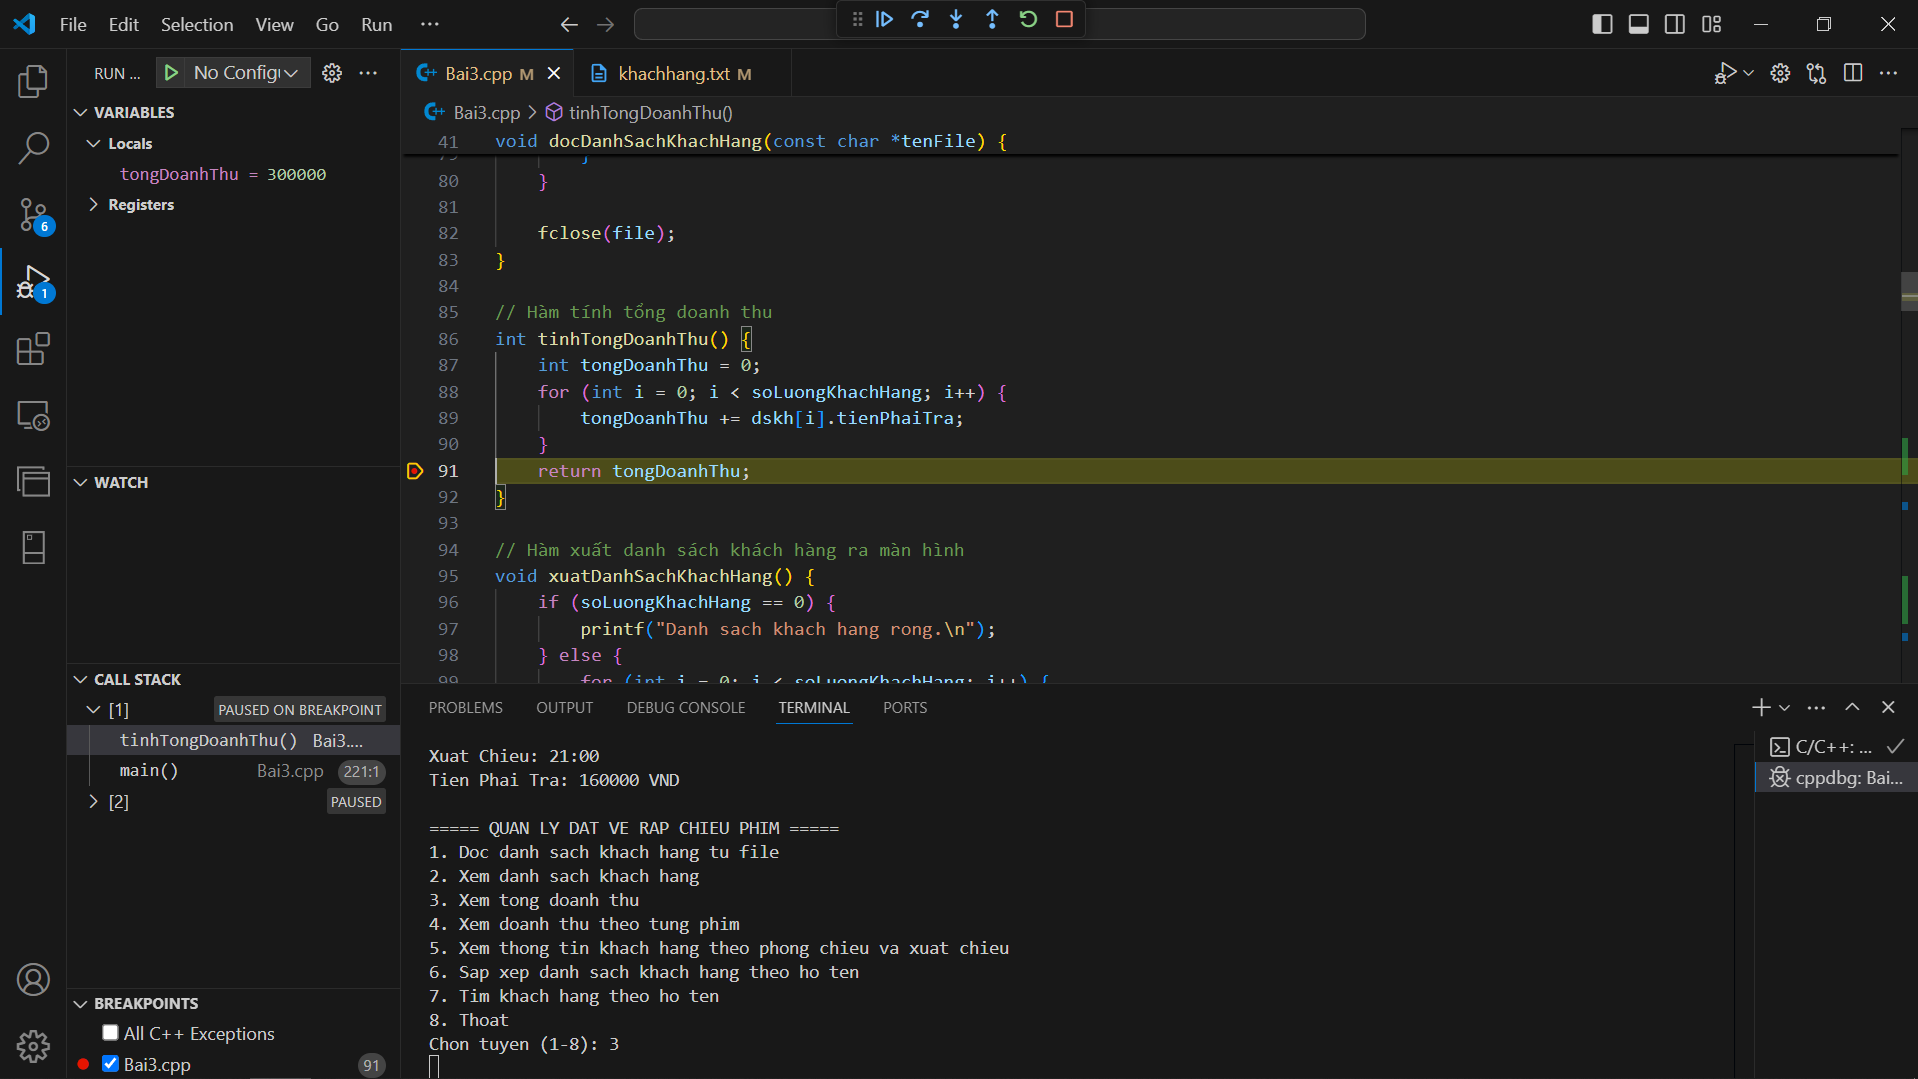 File Edit Selection View Go Run ···
RUN ... No Config ···
VARIABLES
Locals
tongDoanhThu = 300000
Registers
WATCH
CALL STACK
[1] PAUSED ON BREAKPOINT
tinhTongDoanhThu() Bai3....
main() Bai3.cpp 221:1
[2] PAUSED
BREAKPOINTS
All C++ Exceptions
Bai3.cpp 91
6
1
Bai3.cpp M khachhang.txt M
Bai3.cpp > tinhTongDoanhThu()
41 void docDanhSachKhachHang(const char *tenFile) {
80 }
81
82 fclose(file);
83 }
84
85 // Hàm tính tổng doanh thu
86 int tinhTongDoanhThu() {
87 int tongDoanhThu = 0;
88 for (int i = 0; i < soLuongKhachHang; i++) {
89 tongDoanhThu += dskh[i].tienPhaiTra;
90 }
91 return tongDoanhThu;
92 }
93
94 // Hàm xuất danh sách khách hàng ra màn hình
95 void xuatDanhSachKhachHang() {
96 if (soLuongKhachHang == 0) {
97 printf("Danh sach khach hang rong.\n");
98 } else {
99 for (int i = 0; i < soLuongKhachHang; i++) {
PROBLEMS OUTPUT DEBUG CONSOLE TERMINAL PORTS
Xuat Chieu: 21:00
Tien Phai Tra: 160000 VND
===== QUAN LY DAT VE RAP CHIEU PHIM =====
1. Doc danh sach khach hang tu file
2. Xem danh sach khach hang
3. Xem tong doanh thu
4. Xem doanh thu theo tung phim
5. Xem thong tin khach hang theo phong chieu va xuat chieu
6. Sap xep danh sach khach hang theo ho ten
7. Tim khach hang theo ho ten
8. Thoat
Chon tuyen (1-8): 3
C/C++: ...
cppdbg: Bai...